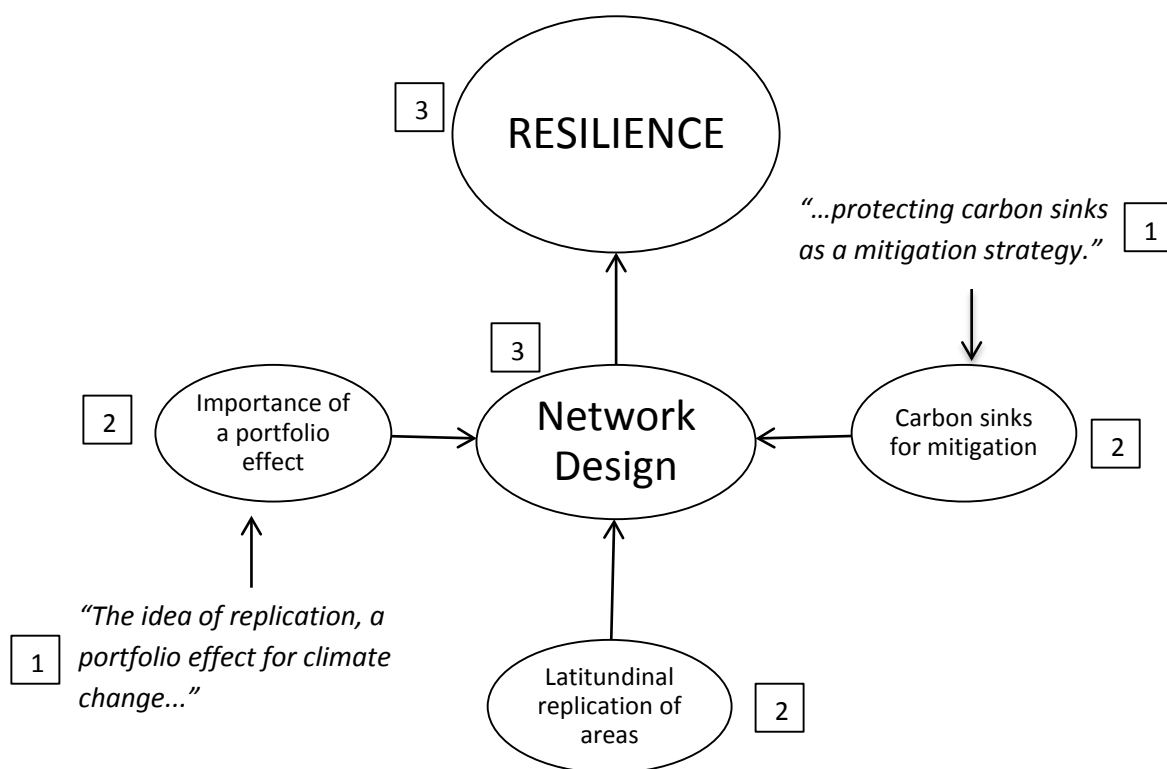 3
RESILIENCE
“...protecting carbon sinks
as a mitigation strategy.”
1
3
2
Importance of
a portfolio
effect
Network
Design
Carbon sinks
for mitigation
2
1
“The idea of replication, a
portfolio effect for climate
change...”
Latitundinal
replication of
areas
2